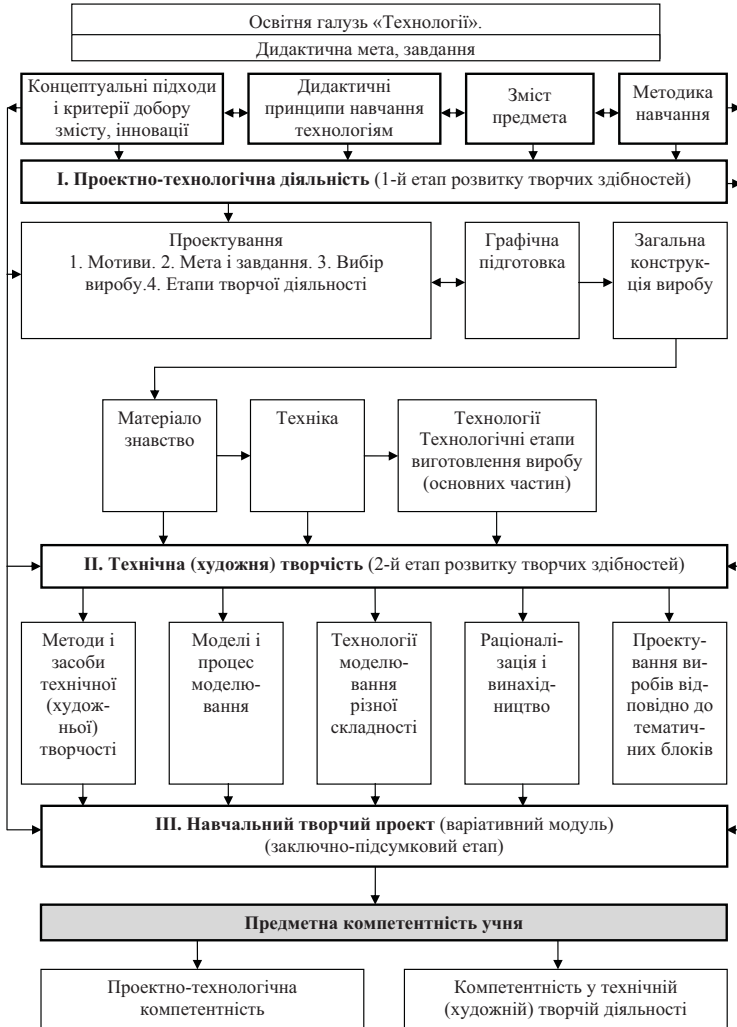 Освітня галузь «Технології».
Дидактична мета, завдання
Концептуальні підходи
і критерії добору
змісту, інновації
Дидактичні
принципи навчання
технологіям
Зміст
предмета
Методика
навчання
I. Проектно-технологічна діяльність (1-й етап розвитку творчих здібностей)
Проектування
1. Мотиви. 2. Мета і завдання. 3. Вибір
виробу.4. Етапи творчої діяльності
Графічна
підготовка
Загальна
конструк-
ція виробу
Матеріало
знавство
Техніка
Технології
Технологічні етапи
виготовлення виробу
(основних частин)
II. Технічна (художня) творчість (2-й етап розвитку творчих здібностей)
Методи і
засоби
технічної
(худож-
ньої)
творчості
Моделі і
процес
моделю-
вання
Технології
моделю-
вання
різної
складності
Раціоналі-
зація і
винахід-
ництво
Проекту-
вання ви-
робів від-
повідно до
тематич-
них блоків
III. Навчальний творчий проект (варіативний модуль)
(заключно-підсумковий етап)
Предметна компетентність учня
Проектно-технологічна
компетентність
Компетентність у технічній
(художній) творчій діяльності